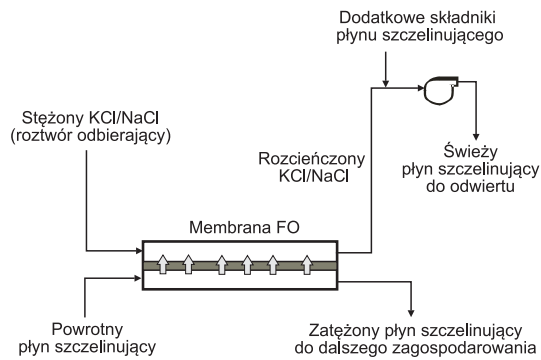 Dodatkowe składniki
płynu szczelinującego
Stężony KCl/NaCl
(roztwór odbierający)
Rozcieńczony
KCl/NaCl
Świeży
płyn szczelinujący
do odwiertu
Membrana FO
Powrotny
płyn szczelinujący
Zatężony płyn szczelinujący
do dalszego zagospodarowania